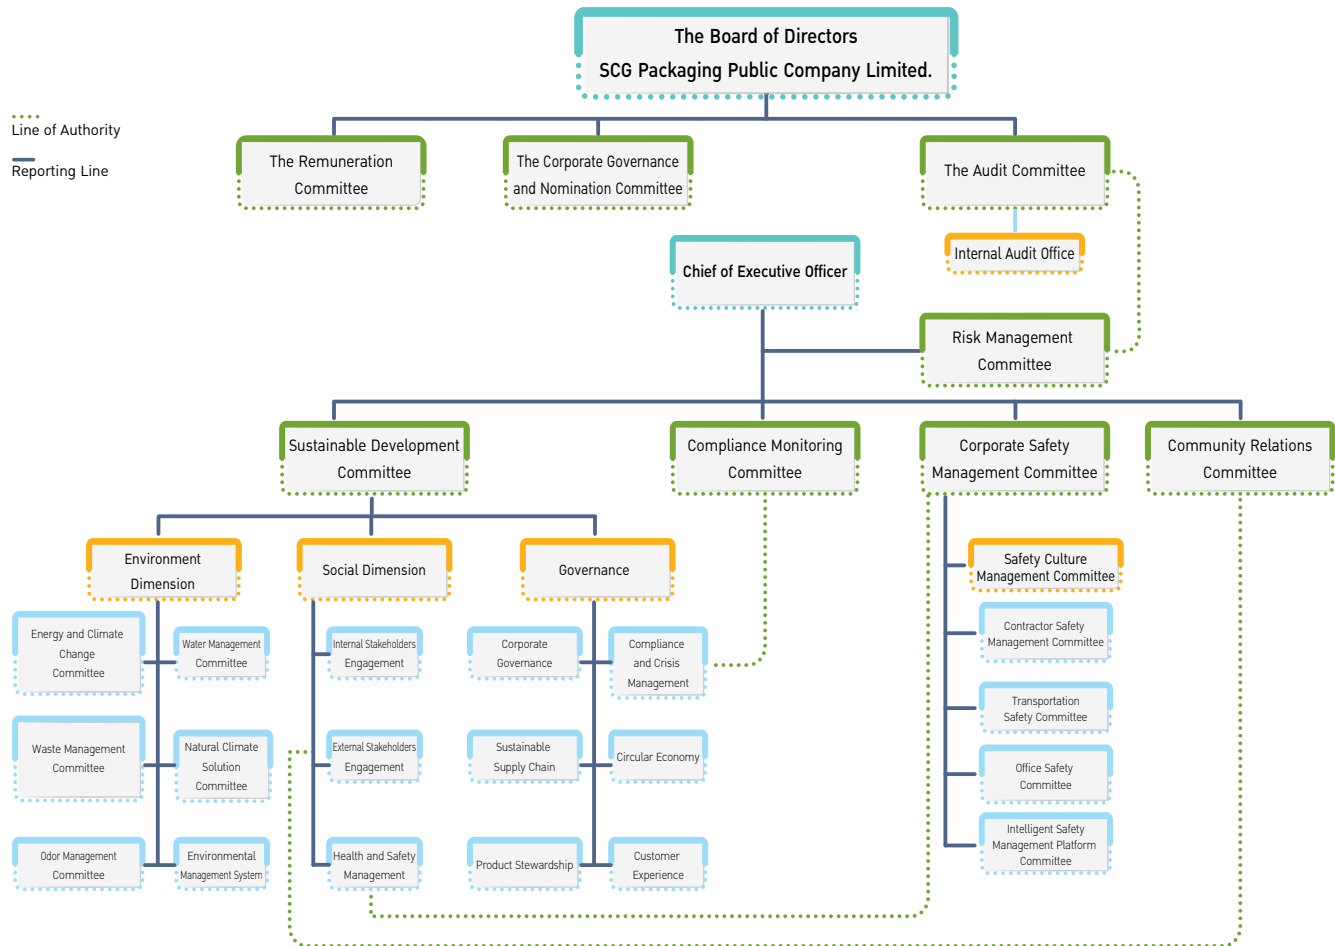 The Board of Directors
SCG Packaging Public Company Limited.
Line of Authority
Reporting Line
The Remuneration
Committee
The Corporate Governance
and Nomination Committee
The Audit Committee
Internal Audit Office
Chief of Executive Officer
Risk Management
Committee
Sustainable Development
Committee
Compliance Monitoring
Committee
Corporate Safety
Management Committee
Community Relations
Committee
Environment
Dimension
Social Dimension
Governance
Safety Culture
Management Committee
Energy and Climate
Change
Committee
Water Management
Committee
Internal Stakeholders
Engagement
Corporate
Governance
Compliance
and Crisis
Management
Contractor Safety
Management Committee
Transportation
Safety Committee
Waste Management
Committee
Natural Climate
Solution
Committee
External Stakeholders
Engagement
Sustainable
Supply Chain
Circular Economy
Office Safety
Committee
Intelligent Safety
Management Platform
Committee
Odor Management
Committee
Environmental
Management System
Health and Safety
Management
Product Stewardship
Customer
Experience